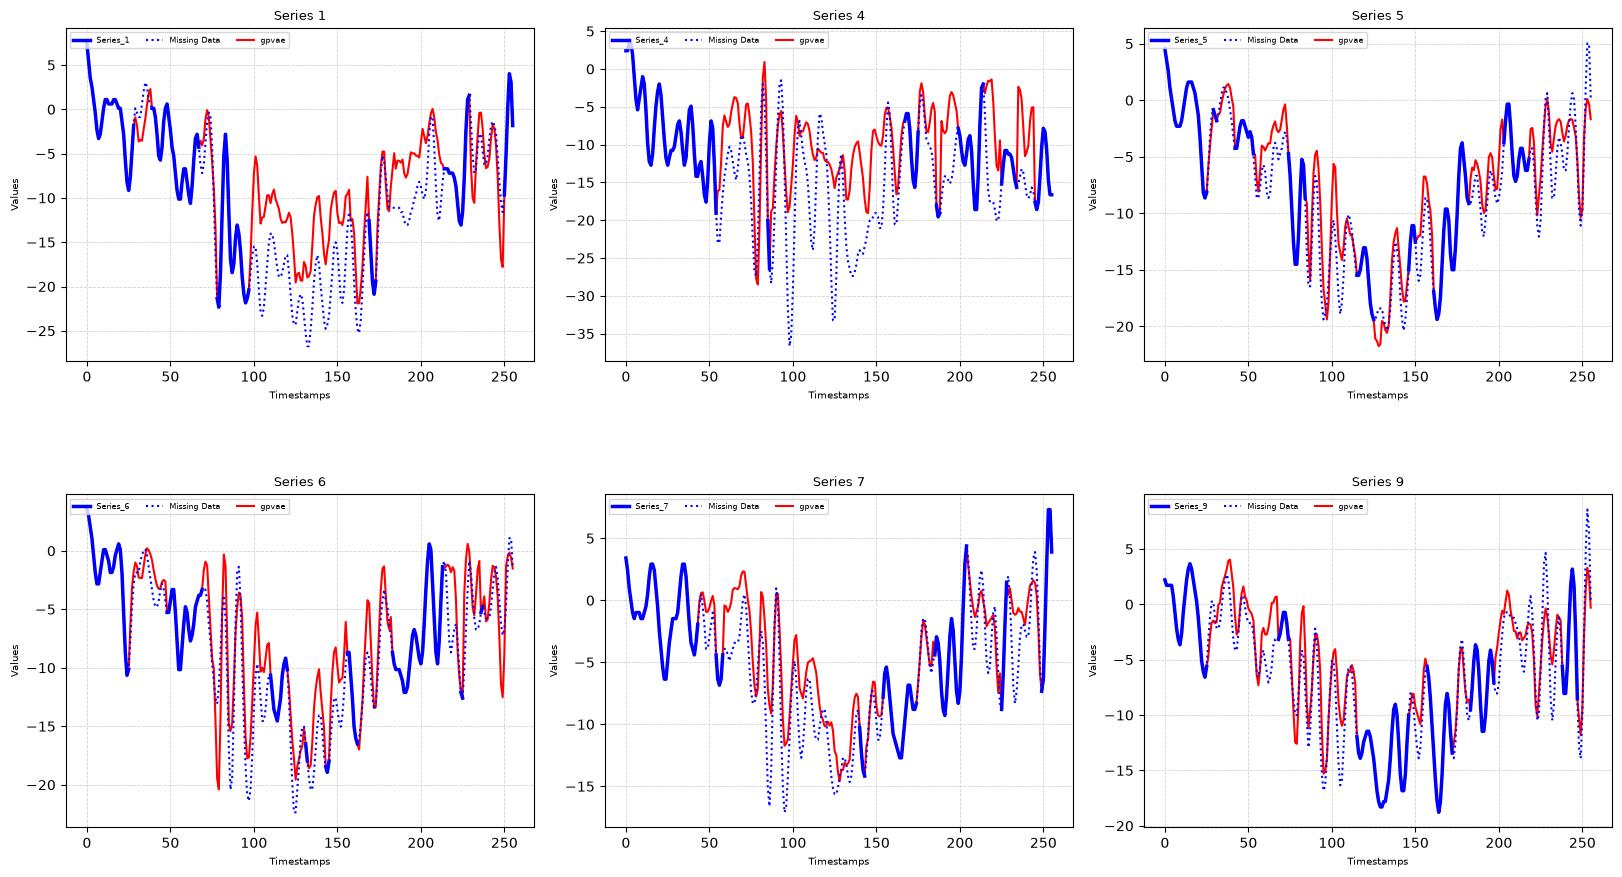 Series 1
Series_1 Missing Data gpvae
5
0
−5
−10
−15
−20
−25
Values
0 50 100 150 200 250
Timestamps
Series 4
Series_4 Missing Data gpvae
5
0
−5
−10
−15
−20
−25
−30
−35
Values
0 50 100 150 200 250
Timestamps
Series 5
Series_5 Missing Data gpvae
5
0
−5
−10
−15
−20
Values
0 50 100 150 200 250
Timestamps
Series 6
Series_6 Missing Data gpvae
0
−5
−10
−15
−20
Values
0 50 100 150 200 250
Timestamps
Series 7
Series_7 Missing Data gpvae
5
0
−5
−10
−15
Values
0 50 100 150 200 250
Timestamps
Series 9
Series_9 Missing Data gpvae
5
0
−5
−10
−15
−20
Values
0 50 100 150 200 250
Timestamps